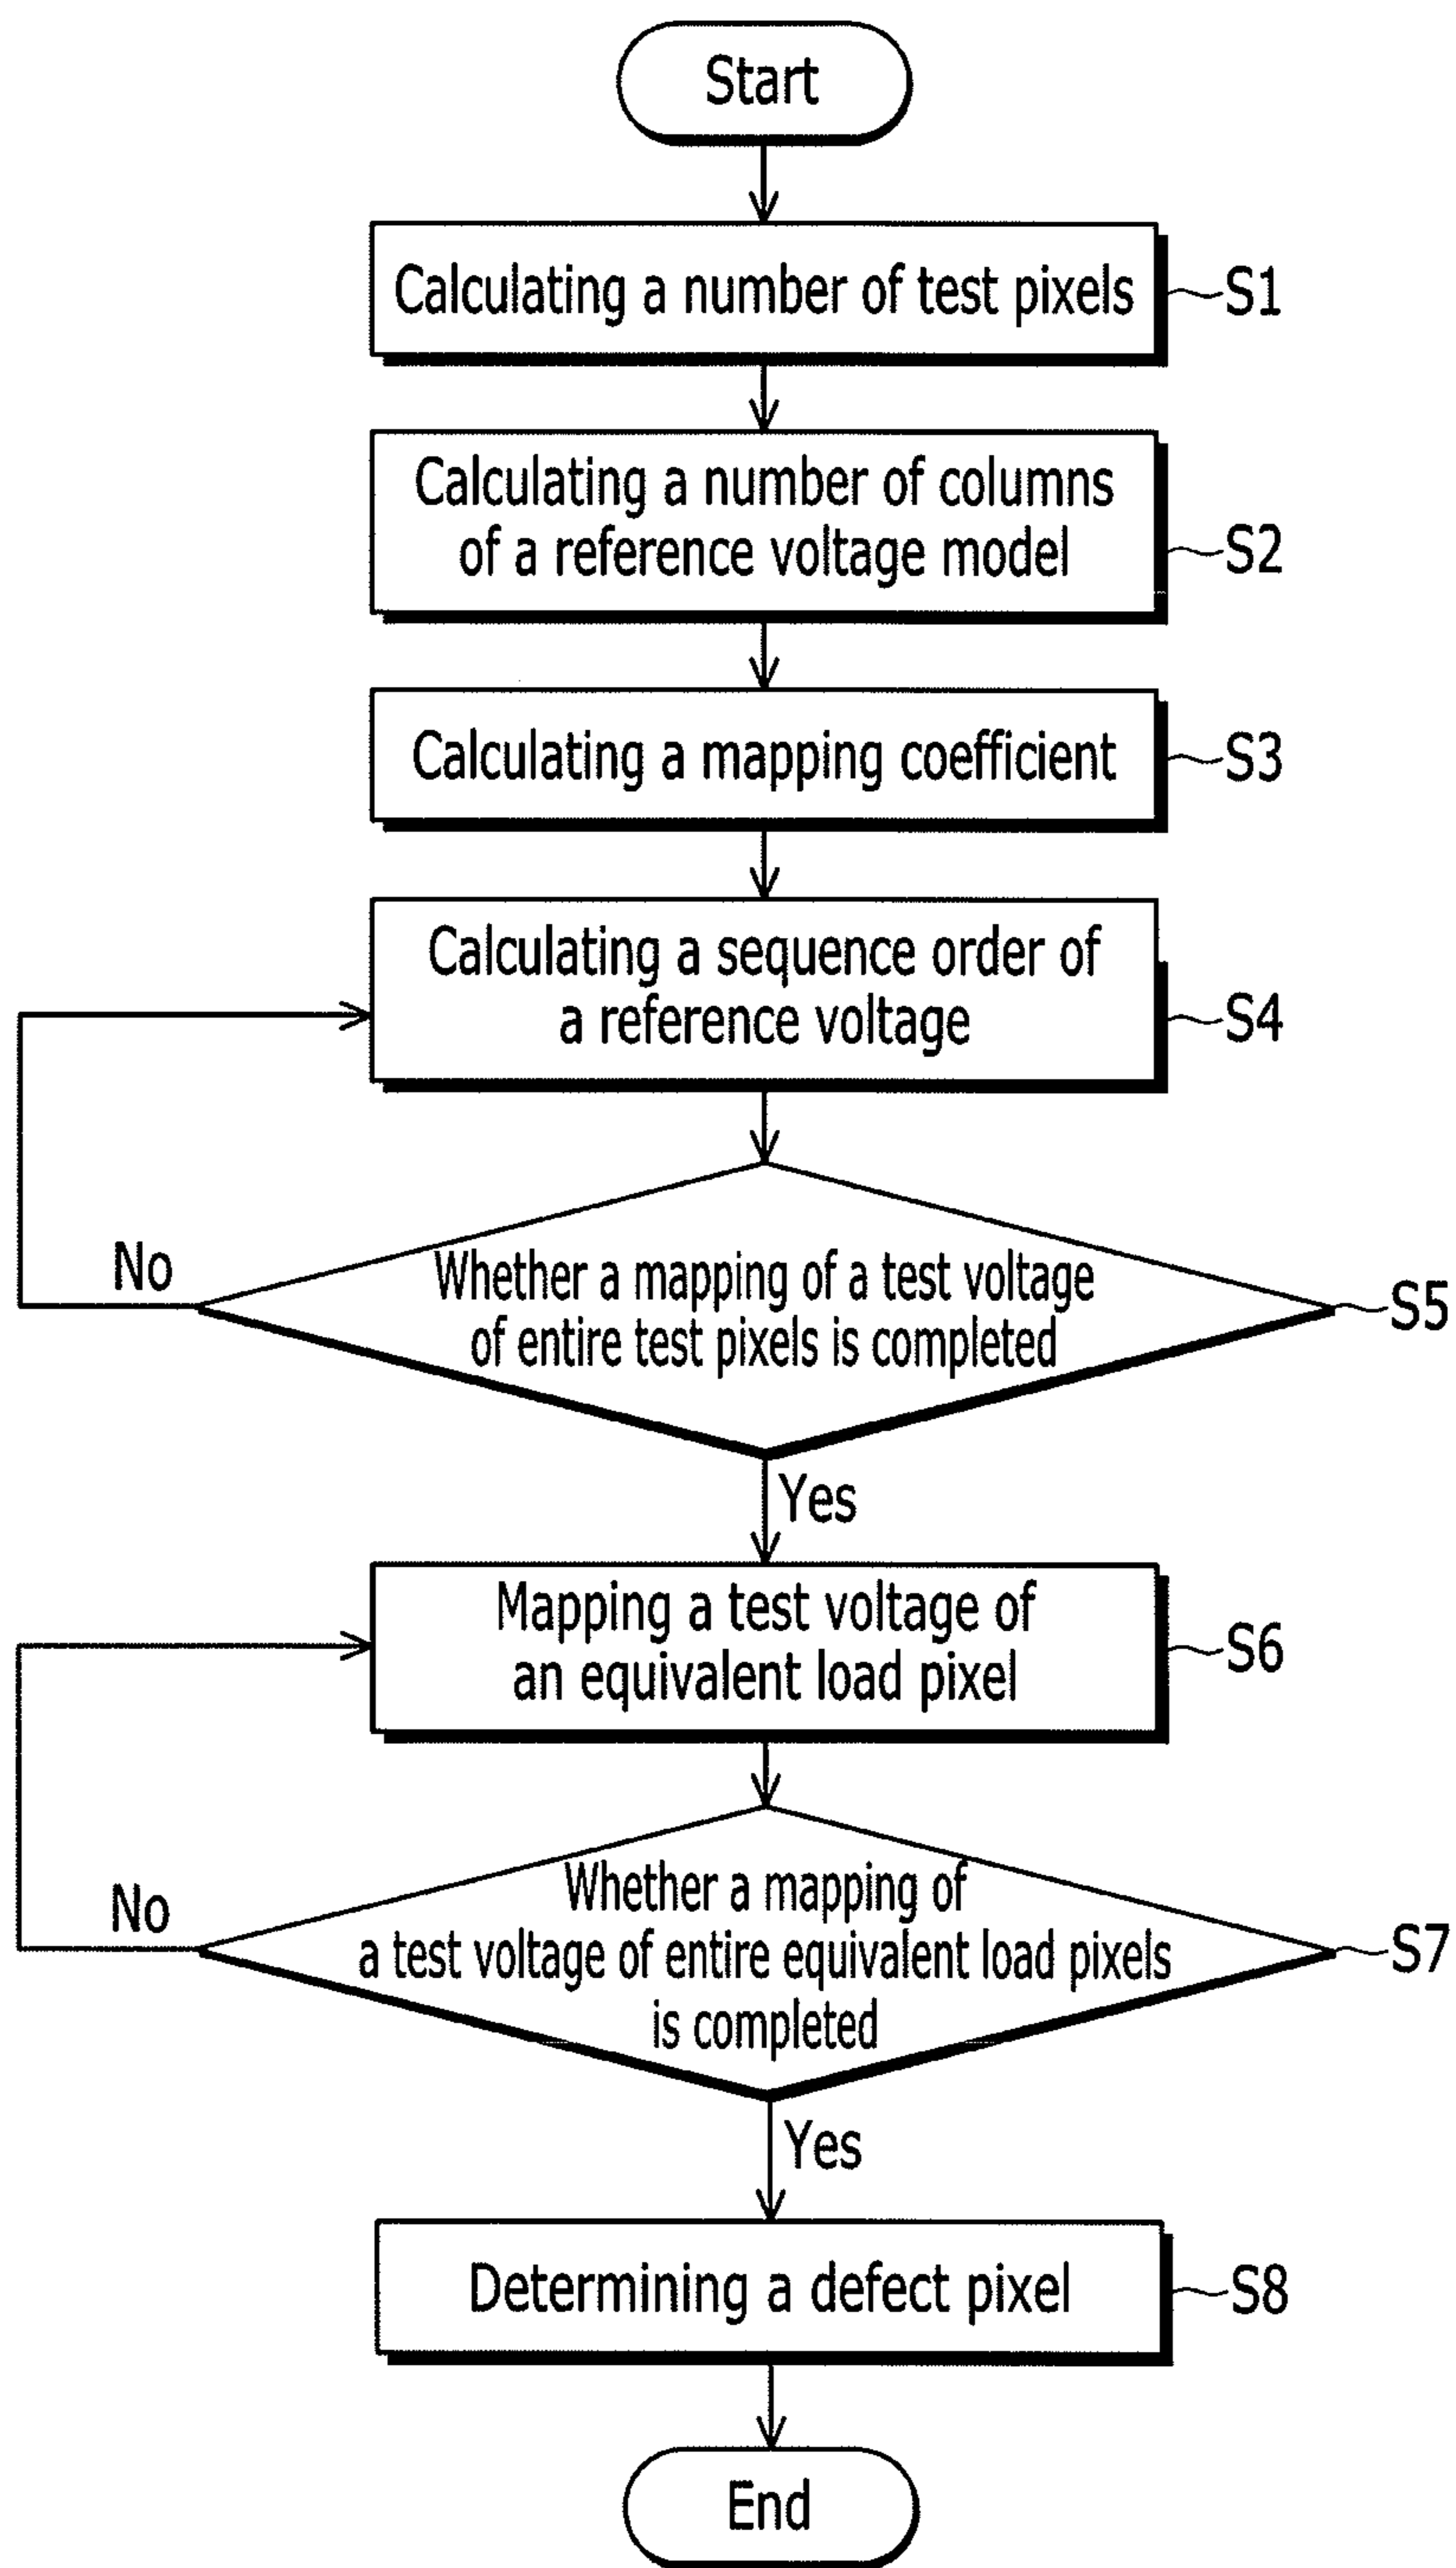 Start
Calculating a number of test pixels
S1
Calculating a number of columns
of a reference voltage model
S2
Calculating a mapping coefficient
S3
Calculating a sequence order of
a reference voltage
S4
No
Whether a mapping of a test voltage
of entire test pixels is completed
S5
Yes
Mapping a test voltage of
an equivalent load pixel
S6
No
Whether a mapping of
a test voltage of entire equivalent load pixels
is completed
S7
Yes
Determining a defect pixel
S8
End